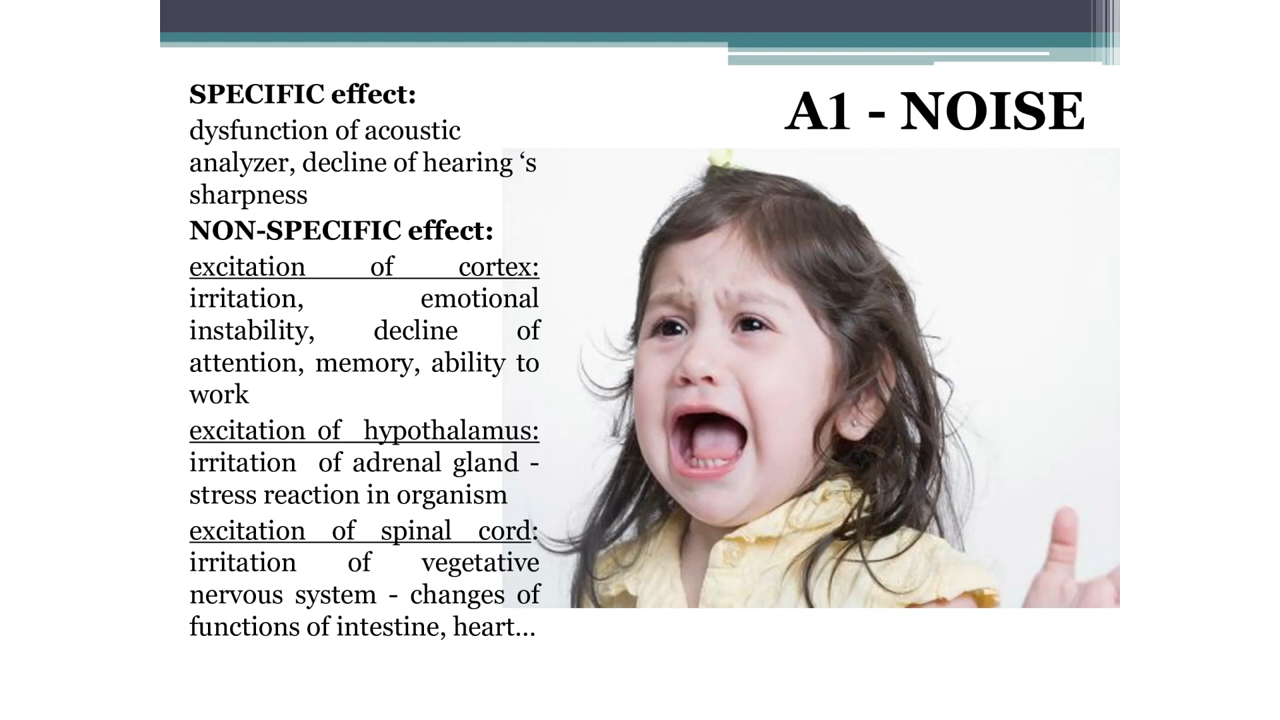 A1 - NOISE
SPECIFIC effect:
dysfunction of acoustic
analyzer, decline of hearing ‘s
sharpness
NON-SPECIFIC effect:
excitation of cortex:
irritation, emotional
instability, decline of
attention, memory, ability to
work
excitation of hypothalamus:
irritation of adrenal gland -
stress reaction in organism
excitation of spinal cord:
irritation of vegetative
nervous system - changes of
functions of intestine, heart...